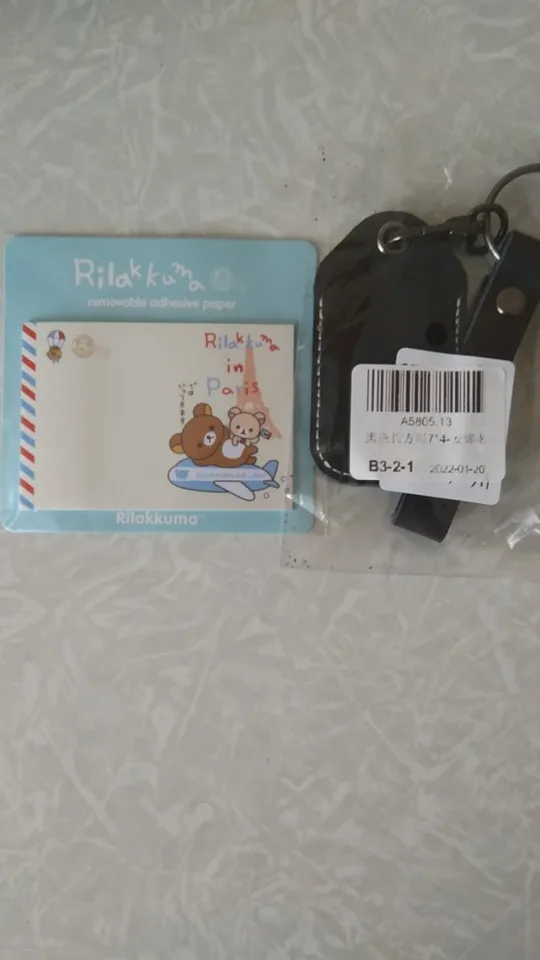 Rilakkuma
removable adhesive paper
Rilakkuma
in
Paris
Rilakkuma
A5805.13
B3-2-1 2022-01-20